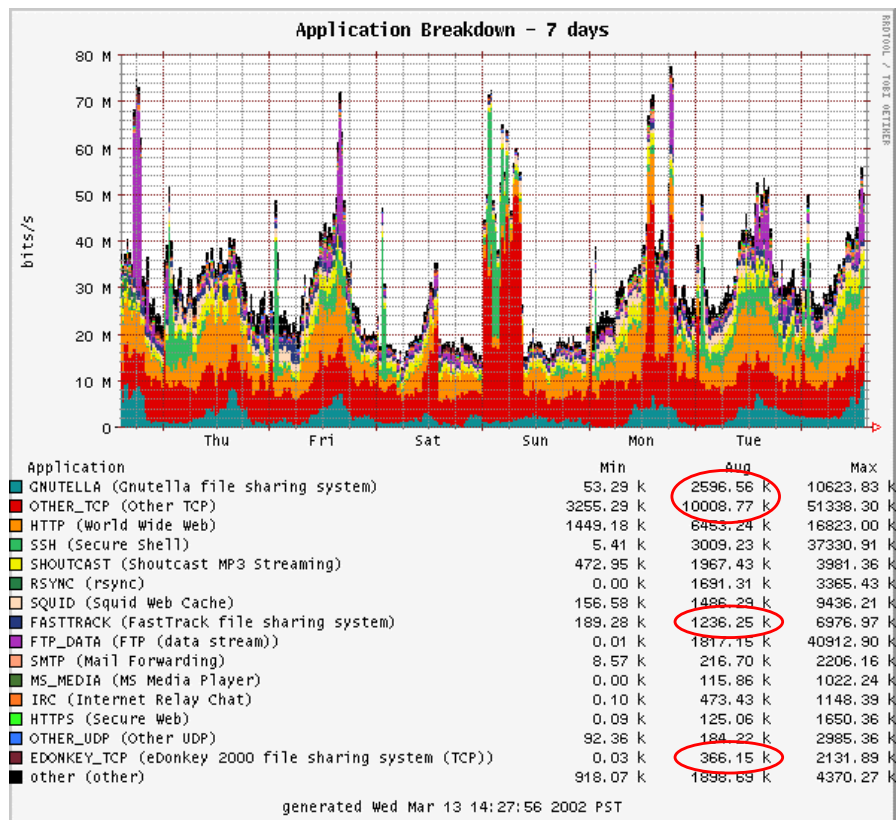 Application Breakdown - 7 days
RRDTOOL / TOBI OETIKER
bits/s
80 M
70 M
60 M
50 M
40 M
30 M
20 M
10 M
0
Thu Fri Sat Sun Mon Tue
Application Min Aug Max
GNUTELLA (Gnutella file sharing system) 53.29 k 2596.56 k 10623.83 k
OTHER_TCP (Other TCP) 3255.29 k 10008.77 k 51338.30 k
HTTP (World Wide Web) 1449.18 k 6453.24 k 16823.00 k
SSH (Secure Shell) 5.41 k 3009.23 k 37330.91 k
SHOUTCAST (Shoutcast MP3 Streaming) 472.95 k 1967.43 k 3981.36 k
RSYNC (rsync) 0.00 k 1691.31 k 3365.43 k
SQUID (Squid Web Cache) 156.58 k 1486.29 k 9436.21 k
FASTTRACK (FastTrack file sharing system) 189.28 k 1236.25 k 6976.97 k
FTP_DATA (FTP (data stream)) 0.01 k 1817.15 k 40912.90 k
SMTP (Mail Forwarding) 8.57 k 216.70 k 2206.16 k
MS_MEDIA (MS Media Player) 0.00 k 115.86 k 1022.24 k
IRC (Internet Relay Chat) 0.10 k 473.43 k 1148.39 k
HTTPS (Secure Web) 0.09 k 125.06 k 1650.36 k
OTHER_UDP (Other UDP) 92.36 k 184.22 k 2985.36 k
EDONKEY_TCP (eDonkey 2000 file sharing system (TCP)) 0.03 k 366.15 k 2131.89 k
other (other) 918.07 k 1898.69 k 4370.27 k
generated Wed Mar 13 14:27:56 2002 PST